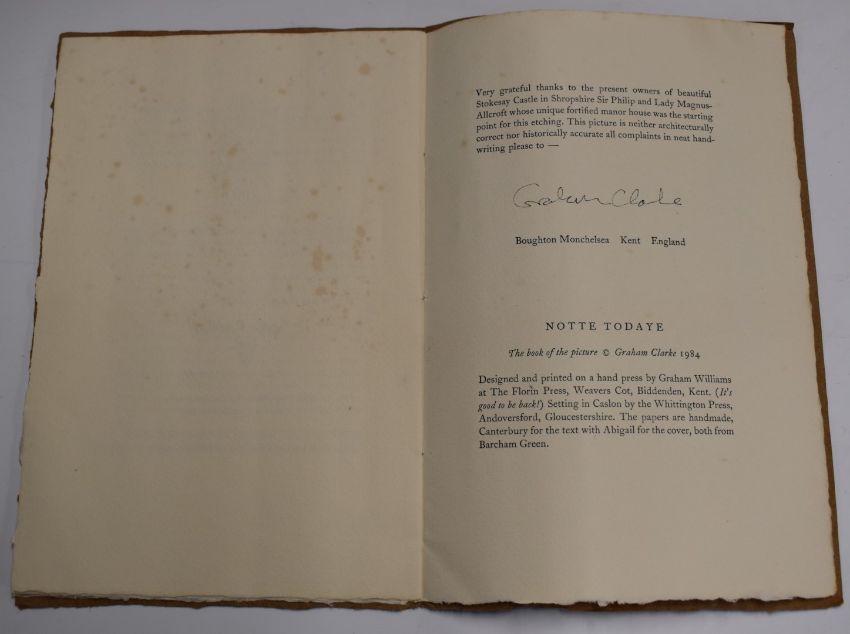 Very grateful thanks to the present owners of beautiful
Stokesay Castle in Shropshire Sir Philip and Lady Magnus-
Allcroft whose unique fortified manor house was the starting
point for this etching. This picture is neither architecturally
correct nor historically accurate all complaints in neat hand-
writing please to —
Graham Clarke
Boughton Monchelsea Kent England
NOTTE TODAYE
The book of the picture © Graham Clarke 1984
Designed and printed on a hand press by Graham Williams
at The Florin Press, Weavers Cot, Biddenden, Kent. (It's
good to be back!) Setting in Caslon by the Whittington Press,
Andoversford, Gloucestershire. The papers are handmade,
Canterbury for the text with Abigail for the cover, both from
Barcham Green.